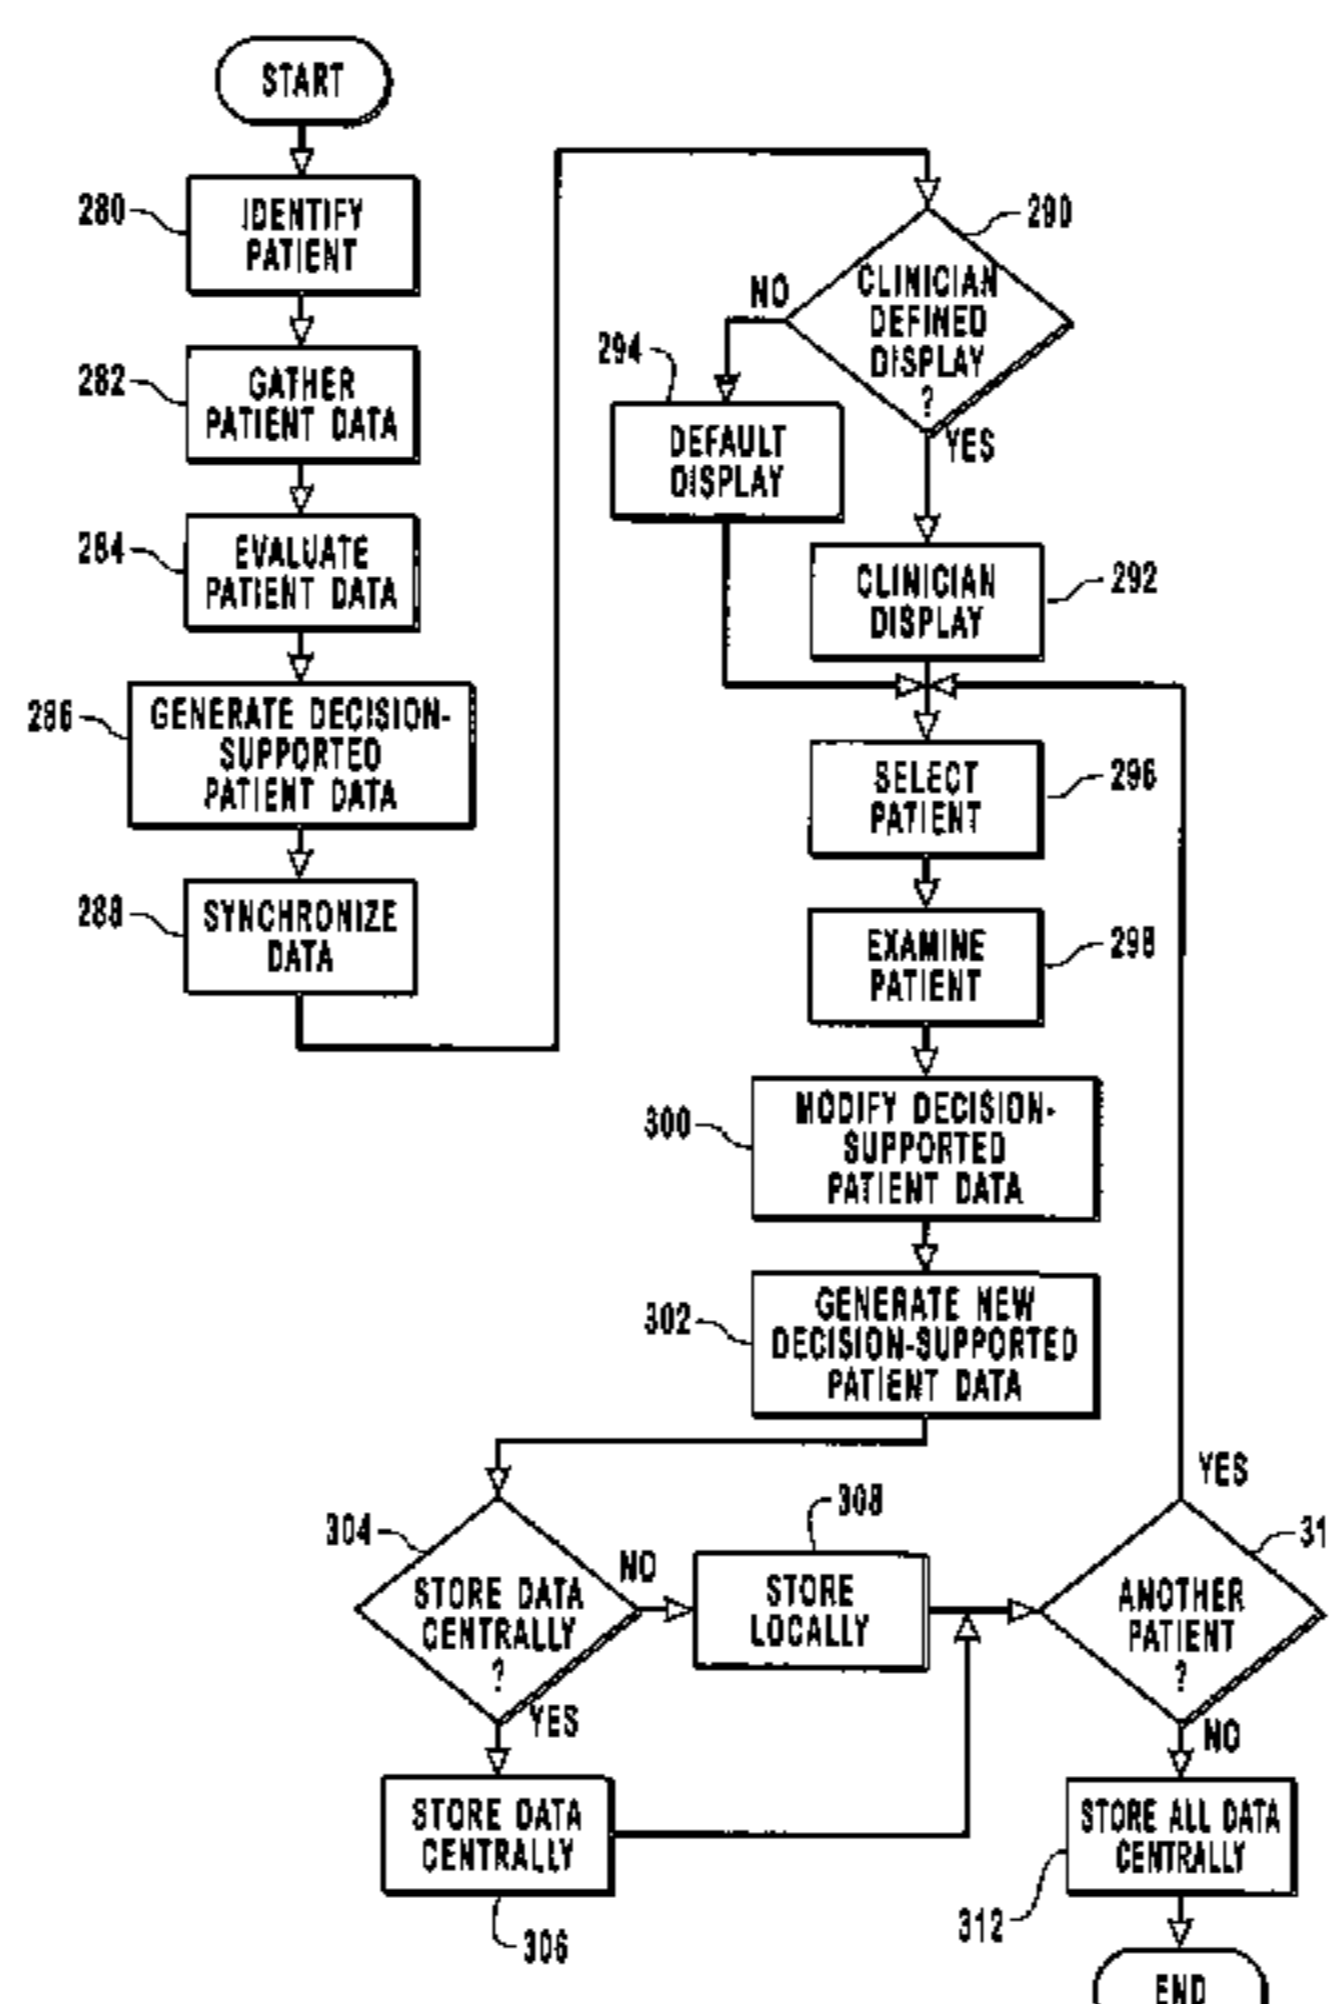 START
280
IDENTIFY
PATIENT
282
GATHER
PATIENT DATA
284
EVALUATE
PATIENT DATA
286
GENERATE DECISION-
SUPPORTED
PATIENT DATA
288
SYNCHRONIZE
DATA
290
CLINICIAN
DEFINED
DISPLAY
?
NO
YES
294
DEFAULT
DISPLAY
292
CLINICIAN
DISPLAY
296
SELECT
PATIENT
298
EXAMINE
PATIENT
300
MODIFY DECISION-
SUPPORTED
PATIENT DATA
302
GENERATE NEW
DECISION-SUPPORTED
PATIENT DATA
304
STORE DATA
CENTRALLY
?
NO
YES
308
STORE
LOCALLY
306
STORE DATA
CENTRALLY
31
ANOTHER
PATIENT
?
YES
NO
312
STORE ALL DATA
CENTRALLY
END